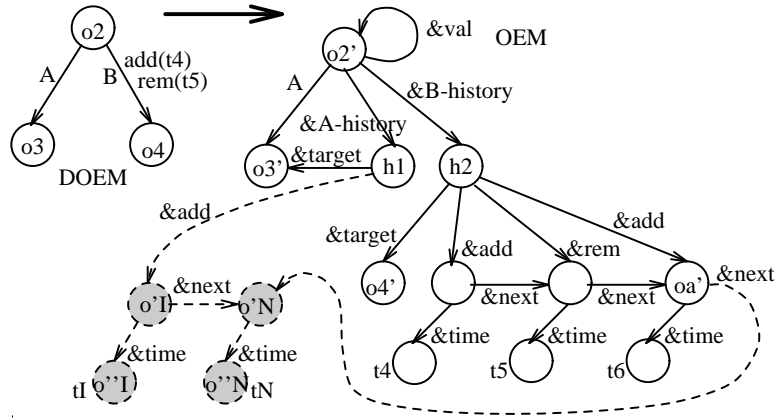 o2
&val
OEM
o2'
add(t4)
A
B
rem(t5)
A
&B-history
&A-history
o3
o4
&target
o3'
h1
h2
DOEM
&add
&add
&target
&add
&rem
&next
&next
o'I
o'N
o4'
&next
&next
oa'
&time
&time
&time
&time
&time
tI
o''I
o''N
tN
t4
t5
t6